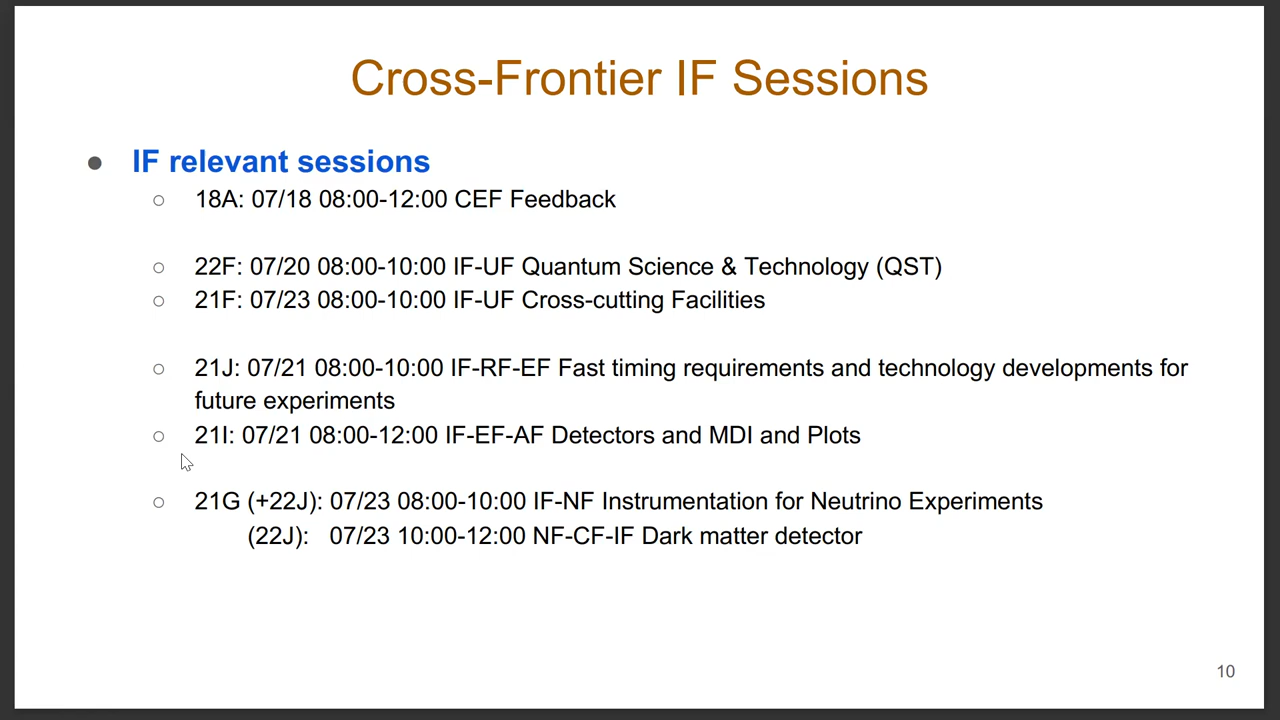 Cross-Frontier IF Sessions
● IF relevant sessions
○ 18A: 07/18 08:00-12:00 CEF Feedback
○ 22F: 07/20 08:00-10:00 IF-UF Quantum Science & Technology (QST)
○ 21F: 07/23 08:00-10:00 IF-UF Cross-cutting Facilities
○ 21J: 07/21 08:00-10:00 IF-RF-EF Fast timing requirements and technology developments for
future experiments
○ 21I: 07/21 08:00-12:00 IF-EF-AF Detectors and MDI and Plots
○ 21G (+22J): 07/23 08:00-10:00 IF-NF Instrumentation for Neutrino Experiments
(22J): 07/23 10:00-12:00 NF-CF-IF Dark matter detector
10